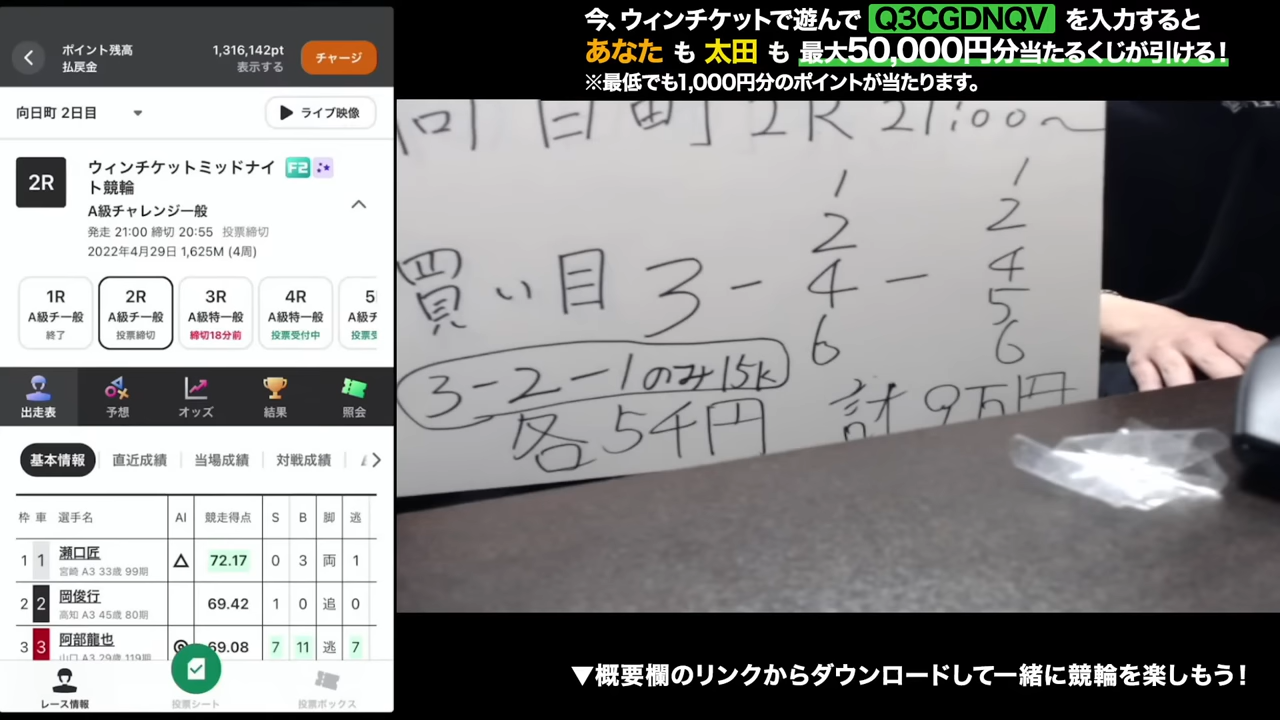 今、ウィンチケットで遊んで Q3CGDNQV を入力すると
あなた も 太田 も 最大50,000円分当たるくじが引ける!
※最低でも1,000円分のポイントが当たります。
ポイント残高
払戻金
1,316,142pt
表示する
チャージ
向日町 2日目
ライブ映像
2R
ウィンチケットミッドナイ
ト競輪
F2
A級チャレンジ一般
発走 21:00 締切 20:55 投票締切
2022年4月29日 1,625M (4周)
1R 2R 3R 4R 5
A級チ一般 A級チ一般 A級特一般 A級特一般 A級チ
終了 投票締切 締切18分前 投票受付中 投票受
出走表 予想 オッズ 結果 照会
基本情報 直近成績 当場成績 対戦成績
枠 車 選手名 AI 競走得点 S B 脚 逃
1 1 瀬口匠 △ 72.17 0 3 両 1
宮崎 A3 33歳 99期
2 2 岡俊行 69.42 1 0 追 0
高知 A3 45歳 80期
3 3 阿部龍也 ◎ 69.08 7 11 逃 7
山口 A3 29歳 119期
レース情報 投票シート 投票ボックス
向日町 2R 21:00~
1 1
2 2
買い目 3-4-4
5
6 6
3-2-1のみ15k
各54円 計9万円
▼概要欄のリンクからダウンロードして一緒に競輪を楽しもう!